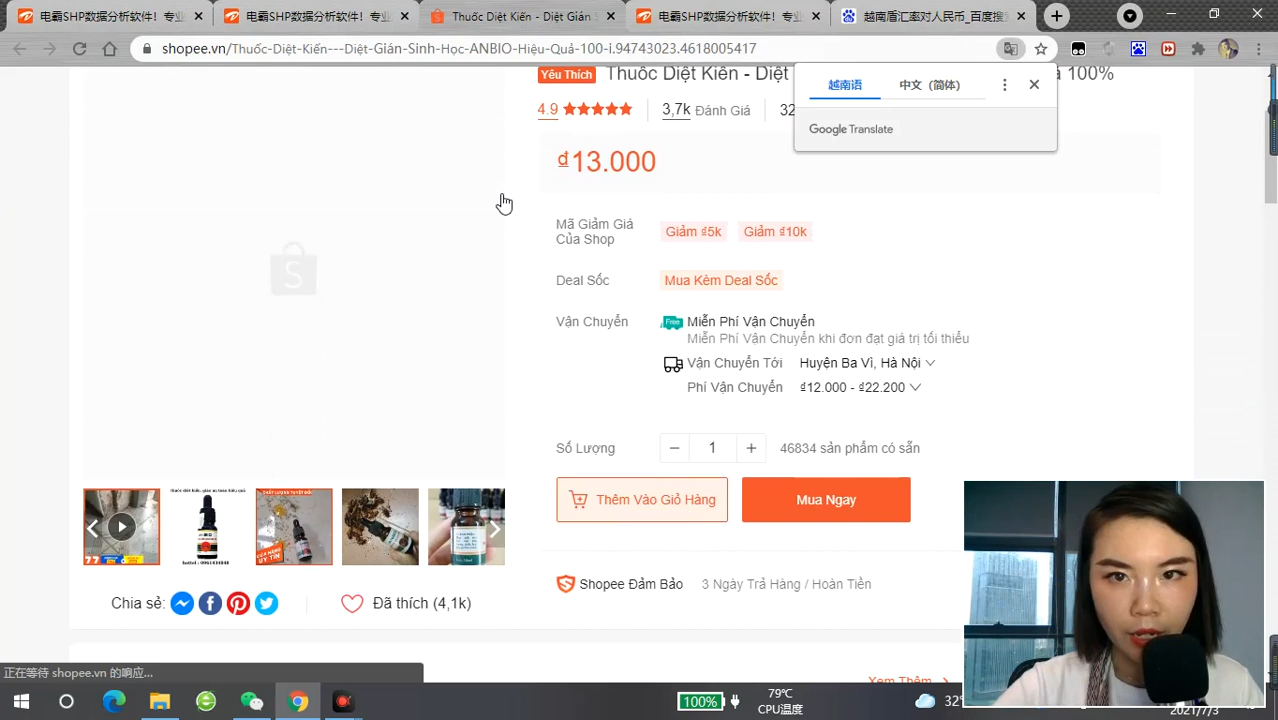 电霸SHP数据分析软件！专业
电霸SHP数据分析软件！专业
Thuốc Diệt Kiến - Diệt Gián
电霸SHP数据分析软件！专业
越南盾汇率对人民币_百度搜
shopee.vn/Thuốc-Diệt-Kiến---Diệt-Gián-Sinh-Học-ANBIO-Hiệu-Quả-100-i.94743023.4618005417
越南语
中文（简体）
Google Translate
Yêu Thích
Thuốc Diệt Kiến - Diệt
100%
4.9
3,7k Đánh Giá
₫13.000
Mã Giảm Giá
Của Shop
Giảm ₫5k
Giảm ₫10k
Deal Sốc
Mua Kèm Deal Sốc
Vận Chuyển
Free
Miễn Phí Vận Chuyển
Miễn Phí Vận Chuyển khi đơn đạt giá trị tối thiểu
Vận Chuyển Tới
Huyện Ba Vì, Hà Nội
Phí Vận Chuyển
₫12.000 - ₫22.200
Số Lượng
1
46834 sản phẩm có sẵn
Thêm Vào Giỏ Hàng
Mua Ngay
Chia sẻ:
Đã thích (4,1k)
Shopee Đảm Bảo
3 Ngày Trả Hàng / Hoàn Tiền
Xem Thêm
正在等待 shopee.vn 的响应...
100%
79℃
CPU温度
32°
2021/7/3